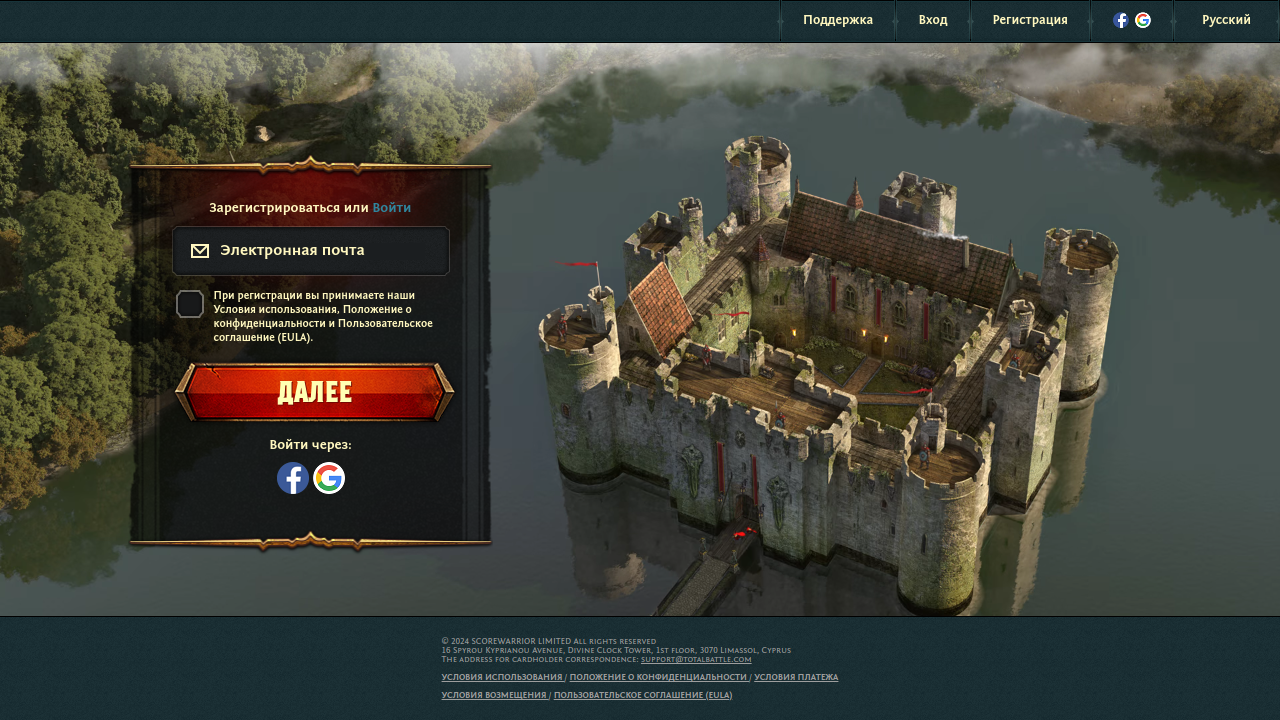 Поддержка
Вход
Регистрация
Русский
Зарегистрироваться или Войти
Электронная почта
При регистрации вы принимаете наши
Условия использования, Положение о
конфиденциальности и Пользовательское
соглашение (EULA).
ДАЛЕЕ
Войти через:
© 2024 SCOREWARRIOR LIMITED All rights reserved
16 Spyrou Kyprianou Avenue, Divine Clock Tower, 1st floor, 3070 Limassol, Cyprus
The address for cardholder correspondence: support@totalbattle.com
УСЛОВИЯ ИСПОЛЬЗОВАНИЯ / ПОЛОЖЕНИЕ О КОНФИДЕНЦИАЛЬНОСТИ / УСЛОВИЯ ПЛАТЕЖА
УСЛОВИЯ ВОЗМЕЩЕНИЯ / ПОЛЬЗОВАТЕЛЬСКОЕ СОГЛАШЕНИЕ (EULA)